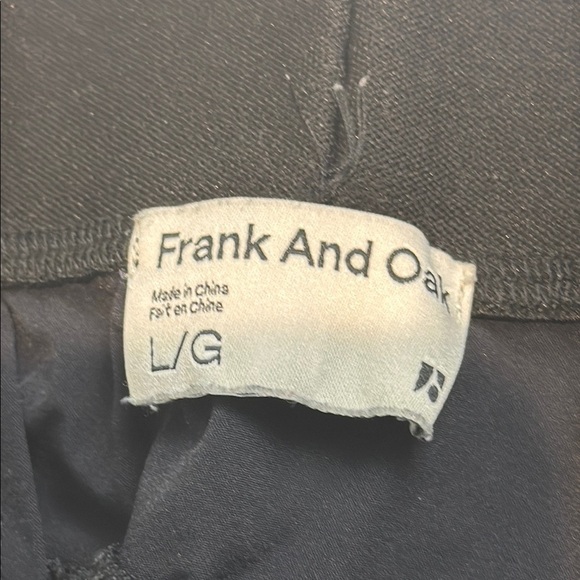 Frank And Oak
Made in China
Fait en Chine
L/G